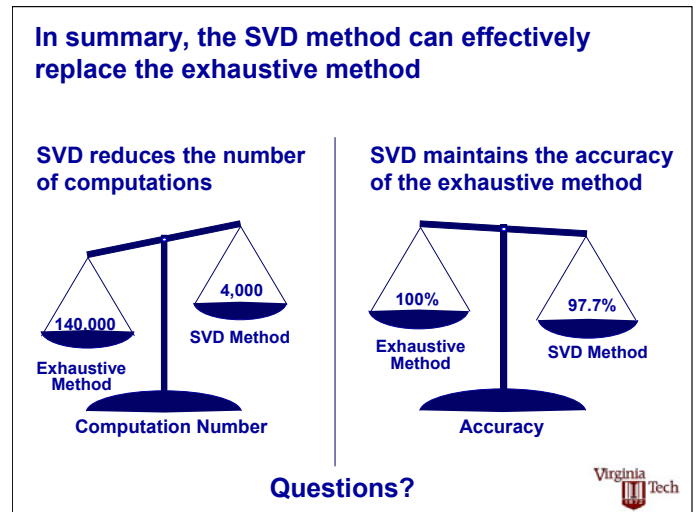 In summary, the SVD method can effectively
replace the exhaustive method
SVD reduces the number
of computations
140,000
Exhaustive
Method
4,000
SVD Method
Computation Number
SVD maintains the accuracy
of the exhaustive method
100%
Exhaustive
Method
97.7%
SVD Method
Accuracy
Questions?
Virginia
Tech